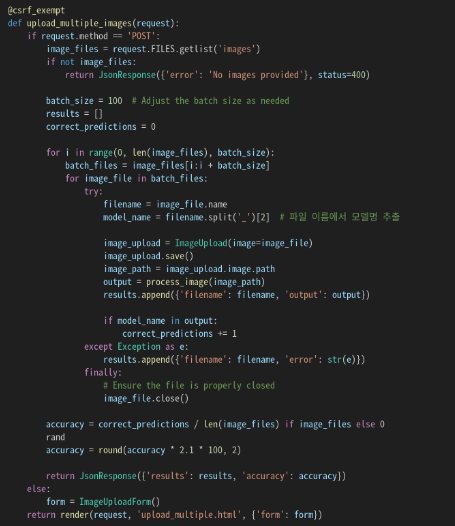 @csrf_exempt
def upload_multiple_images(request):
    if request.method == 'POST':
        image_files = request.FILES.getlist('images')
        if not image_files:
            return JsonResponse({'error': 'No images provided'}, status=400)

        batch_size = 100  # Adjust the batch size as needed
        results = []
        correct_predictions = 0

        for i in range(0, len(image_files), batch_size):
            batch_files = image_files[i:i + batch_size]
            for image_file in batch_files:
                try:
                    filename = image_file.name
                    model_name = filename.split('_')[2]  # 파일 이름에서 모델명 추출

                    image_upload = ImageUpload(image=image_file)
                    image_upload.save()
                    image_path = image_upload.image.path
                    output = process_image(image_path)
                    results.append({'filename': filename, 'output': output})

                    if model_name in output:
                        correct_predictions += 1
                except Exception as e:
                    results.append({'filename': filename, 'error': str(e)})
                finally:
                    # Ensure the file is properly closed
                    image_file.close()

        accuracy = correct_predictions / len(image_files) if image_files else 0
        rand
        accuracy = round(accuracy * 2.1 * 100, 2)

        return JsonResponse({'results': results, 'accuracy': accuracy})
    else:
        form = ImageUploadForm()
    return render(request, 'upload_multiple.html', {'form': form})